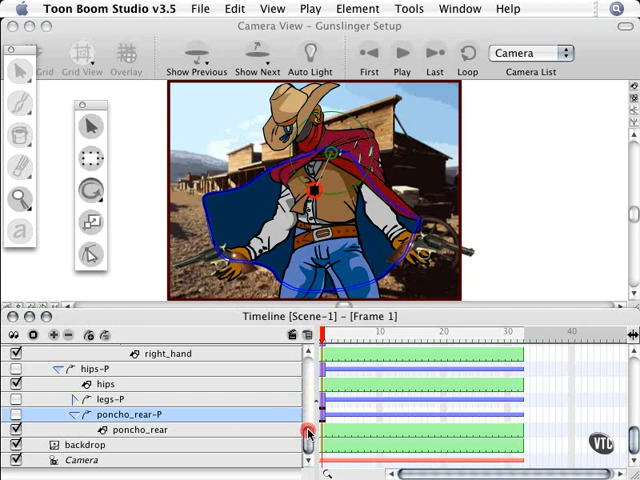 Toon Boom Studio v3.5 File Edit View Play Element Tools Window Help
Camera View - Gunslinger Setup
Grid Grid View Overlay Show Previous Show Next Auto Light First Play Last Loop Camera
Camera List
a
Timeline [Scene-1] - [Frame 1]
10 20 30 40
right_hand
hips-P
hips
legs-P
poncho_rear-P
poncho_rear
backdrop
Camera
VTC